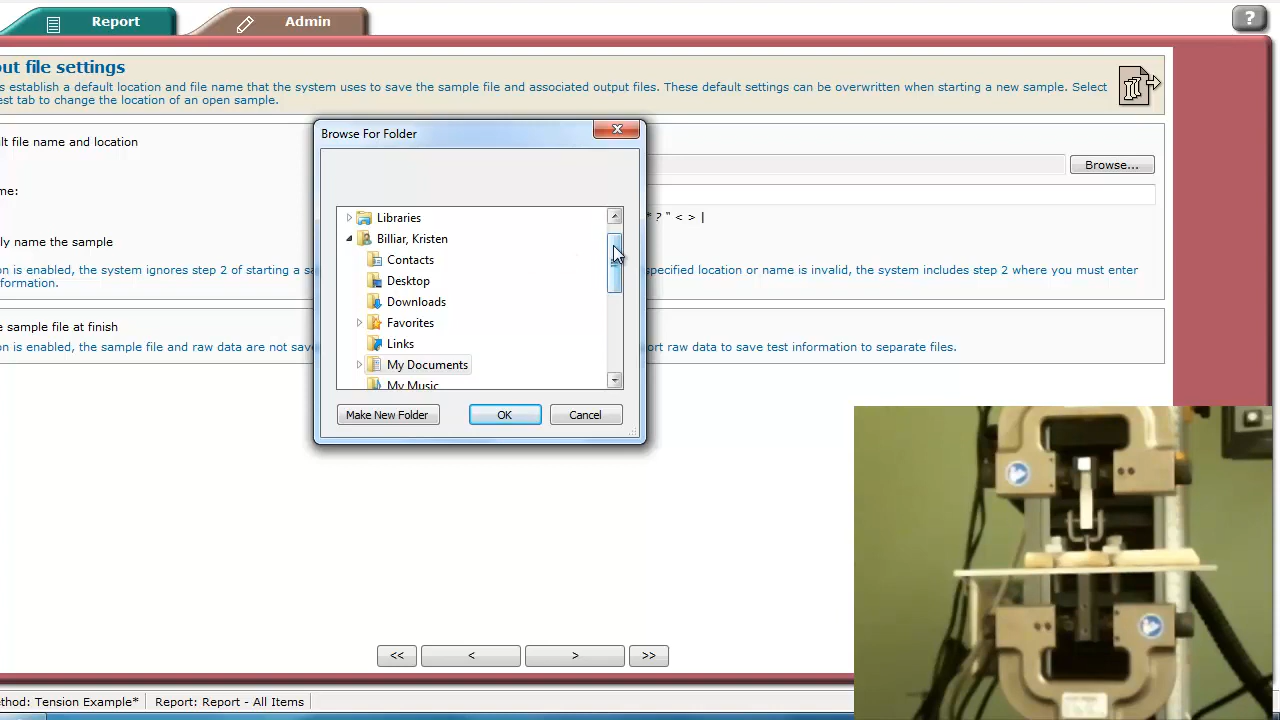 Report
Admin
?
ut file settings
s establish a default location and file name that the system uses to save the sample file and associated output files. These default settings can be overwritten when starting a new sample. Select
est tab to change the location of an open sample.
lt file name and location
Browse...
me:
* ? " < > |
ly name the sample
on is enabled, the system ignores step 2 of starting a sa
specified location or name is invalid, the system includes step 2 where you must enter
formation.
e sample file at finish
on is enabled, the sample file and raw data are not save
ort raw data to save test information to separate files.
Browse For Folder
Libraries
Billiar, Kristen
Contacts
Desktop
Downloads
Favorites
Links
My Documents
My Music
Make New Folder
OK
Cancel
<< < > >>
ethod: Tension Example*
Report: Report - All Items